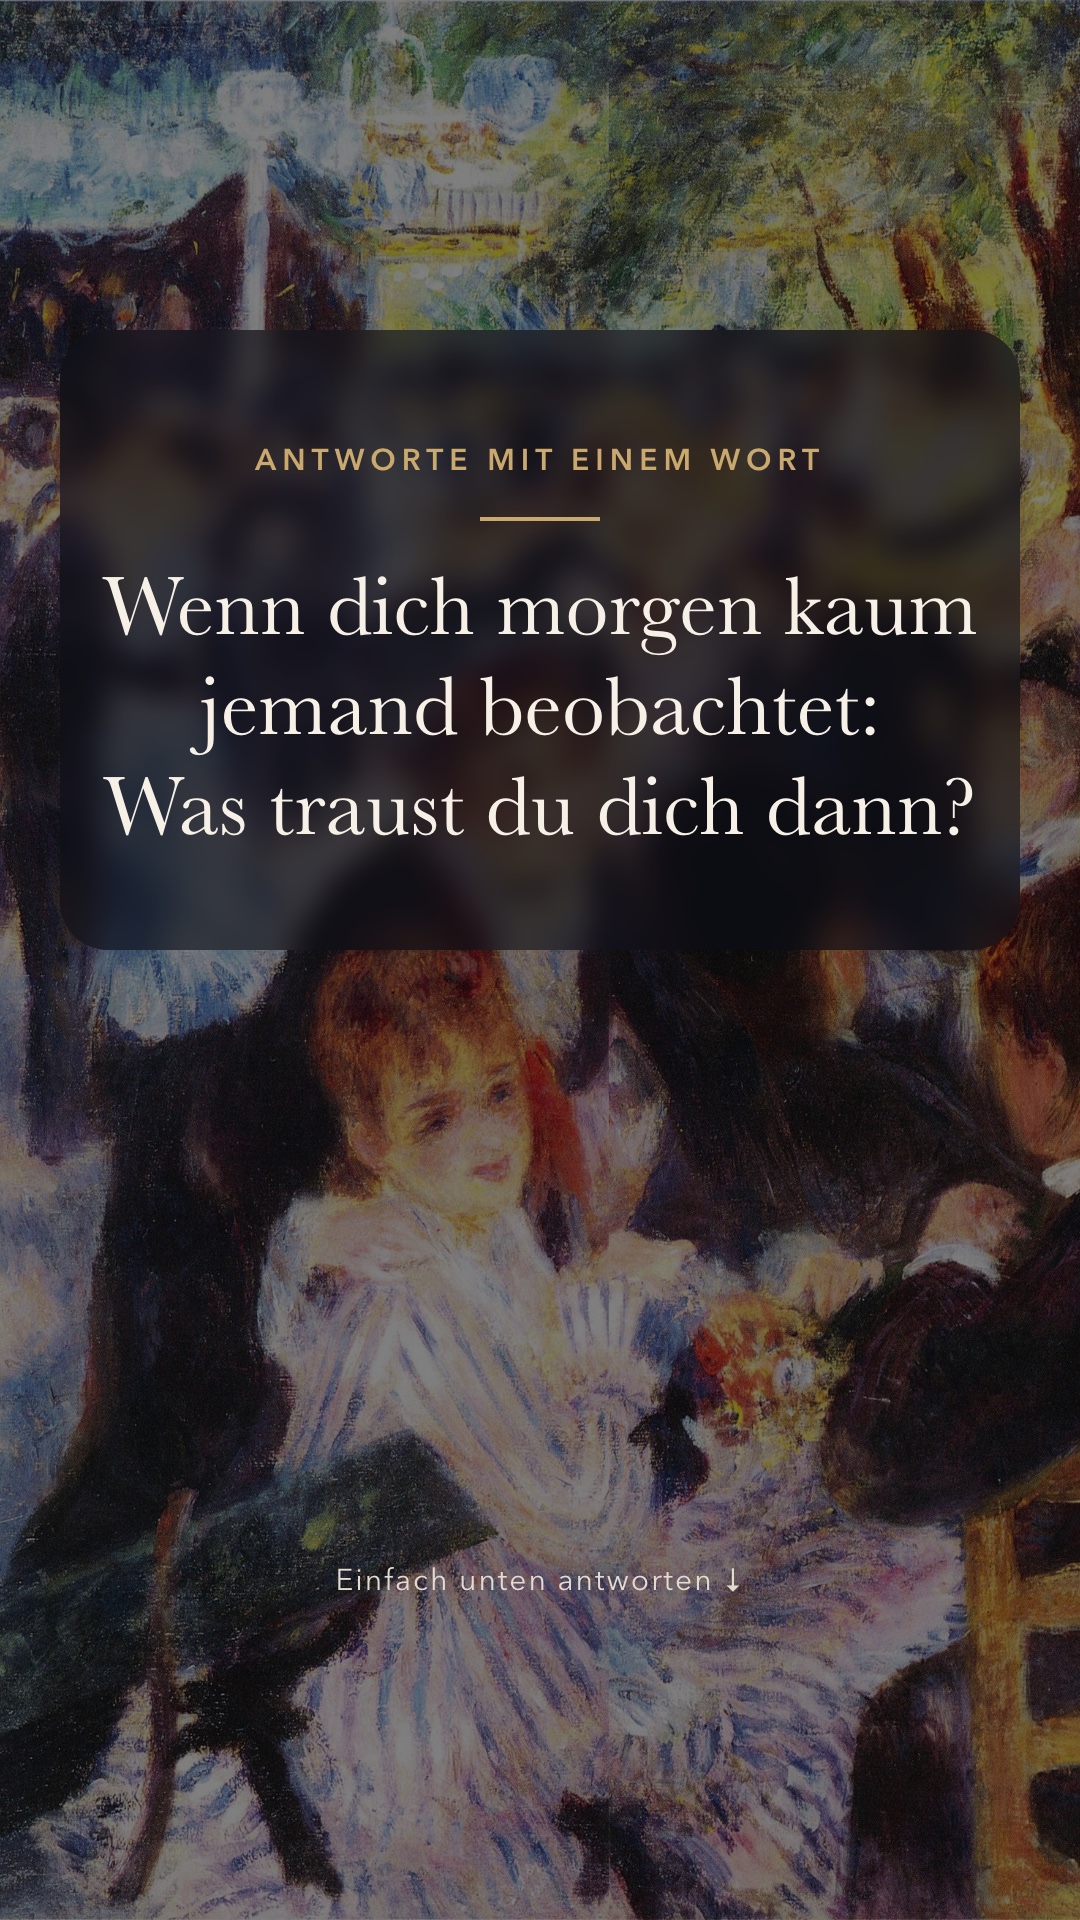 ANTWORTE MIT EINEM WORT
Wenn dich morgen kaum
jemand beobachtet:
Was traust du dich dann?
Einfach unten antworten ↓